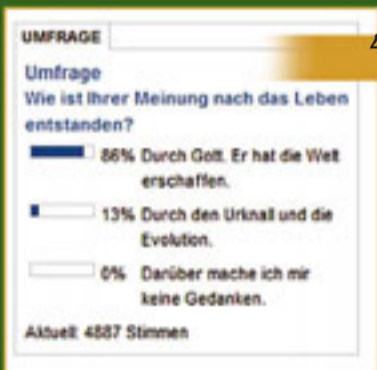 UMFRAGE
Umfrage
Wie ist Ihrer Meinung nach das Leben
entstanden?
86% Durch Gott. Er hat die Welt
erschaffen.
13% Durch den Urknall und die
Evolution.
0% Darüber mache ich mir
keine Gedanken.
Aktuell: 4887 Stimmen